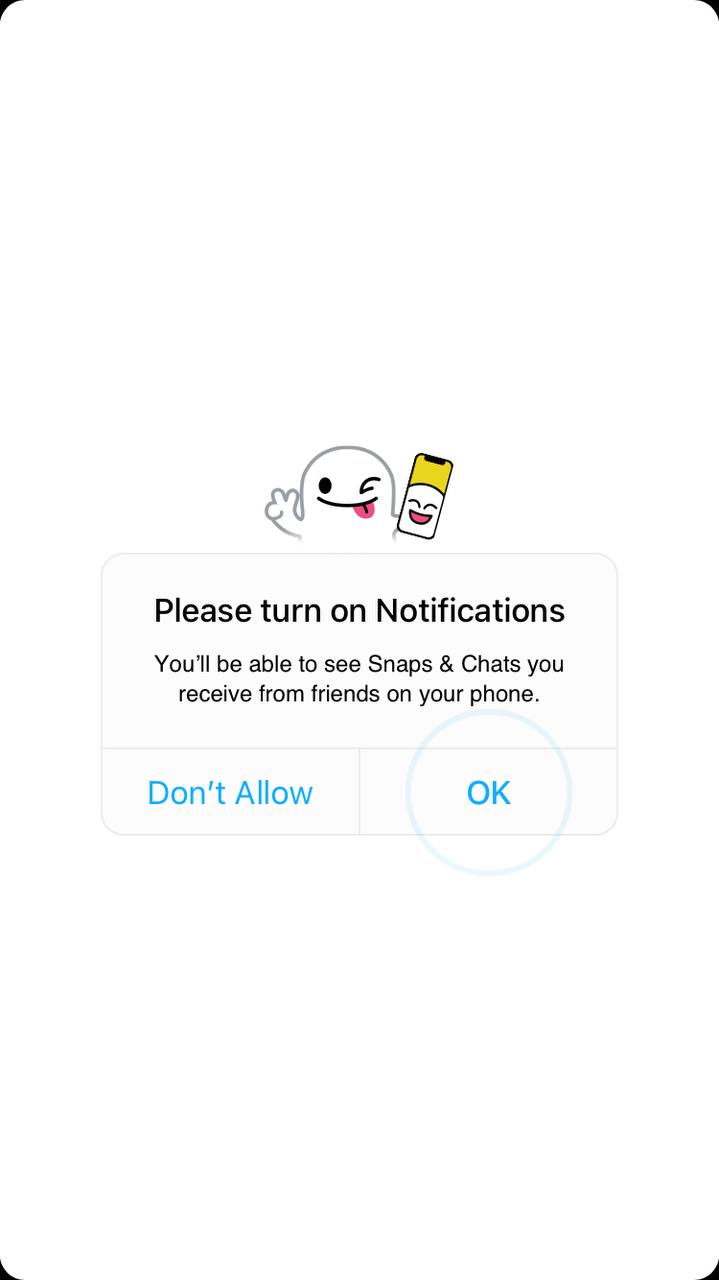 Please turn on Notifications
You’ll be able to see Snaps & Chats you
receive from friends on your phone.
Don’t Allow
OK